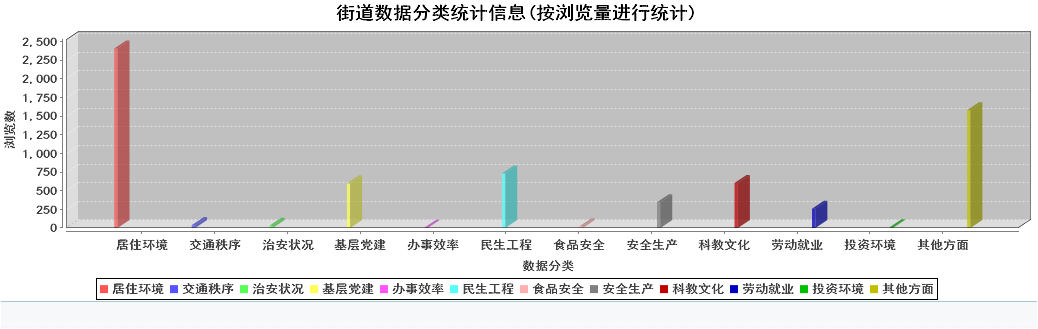 街道数据分类统计信息(按浏览量进行统计)
2,500
2,250
2,000
1,750
1,500
1,250
1,000
750
500
250
0
浏览数
居住环境 交通秩序 治安状况 基层党建 办事效率 民生工程 食品安全 安全生产 科教文化 劳动就业 投资环境 其他方面
数据分类
居住环境 交通秩序 治安状况 基层党建 办事效率 民生工程 食品安全 安全生产 科教文化 劳动就业 投资环境 其他方面